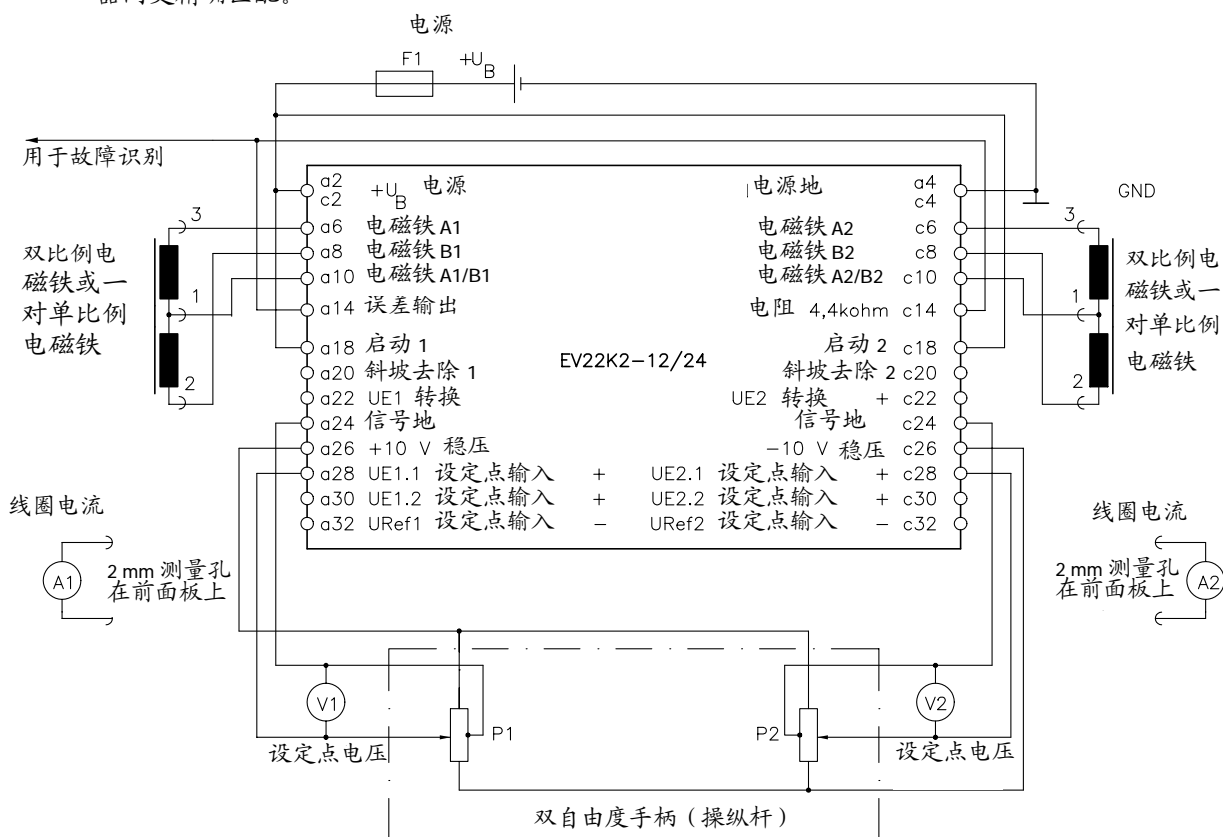 电源
F1
+U
B
用于故障识别
a2
c2
+U
B
电源
电源地
a4
c4
GND
3
a6 电磁铁 A1
电磁铁 A2
c6
3
a8 电磁铁 B1
电磁铁 B2
c8
a10 电磁铁 A1/B1
电磁铁 A2/B2
c10
双比例电
磁铁或一
对单比例
电磁铁
1
2
双比例电
磁铁或一
对单比例
电磁铁
1
2
a14 误差输出
电阻 4,4kohm c14
a18 启动 1
启动 2 c18
EV22K2-12/24
a20 斜坡去除 1
斜坡去除 2 c20
a22 UE1 转换
UE2 转换 + c22
a24 信号地
信号地 c24
a26 +10 V 稳压
-10 V 稳压 c26
a28 UE1.1 设定点输入 +
UE2.1 设定点输入 + c28
a30 UE1.2 设定点输入 +
UE2.2 设定点输入 + c30
a32 URef1 设定点输入 -
URef2 设定点输入 - c32
线圈电流
A1
2 mm 测量孔
在前面板上
线圈电流
2 mm 测量孔
在前面板上
A2
V1
设定点电压
P1
P2
V2
设定点电压
双自由度手柄（操纵杆）